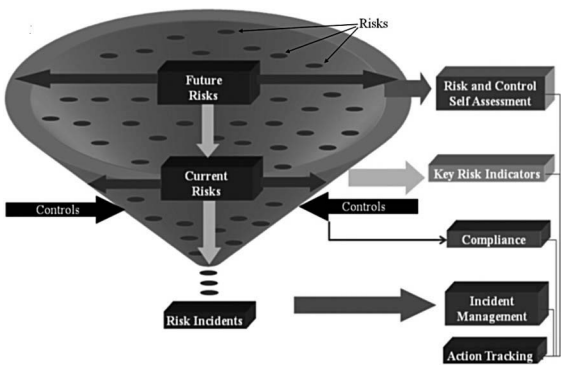 Risks
Future
Risks
Risk and Control
Self Assessment
Current
Risks
Key Risk Indicators
Controls
Controls
Compliance
Risk Incidents
Incident
Management
Action Tracking